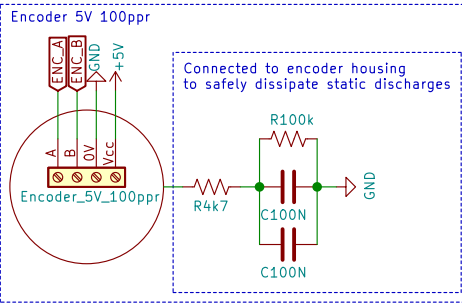 Encoder 5V 100ppr
ENC_A
ENC_B
GND
+5V
Connected to encoder housing
to safely dissipate static discharges
A
B
0V
Vcc
Encoder_5V_100ppr
R4k7
R100k
C100N
C100N
GND